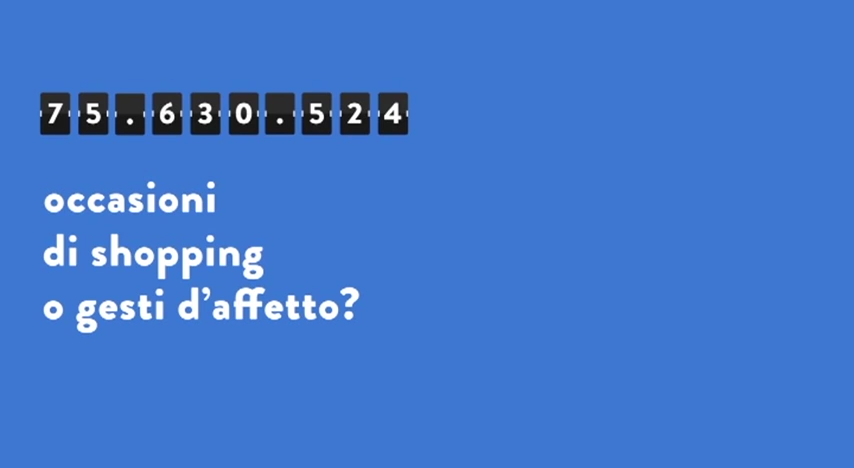 75.630.524
occasioni
di shopping
o gesti d’affetto?